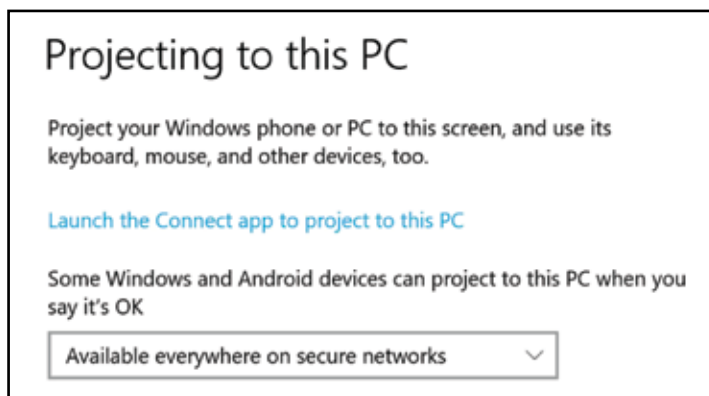 Projecting to this PC
Project your Windows phone or PC to this screen, and use its
keyboard, mouse, and other devices, too.
Launch the Connect app to project to this PC
Some Windows and Android devices can project to this PC when you
say it's OK
Available everywhere on secure networks